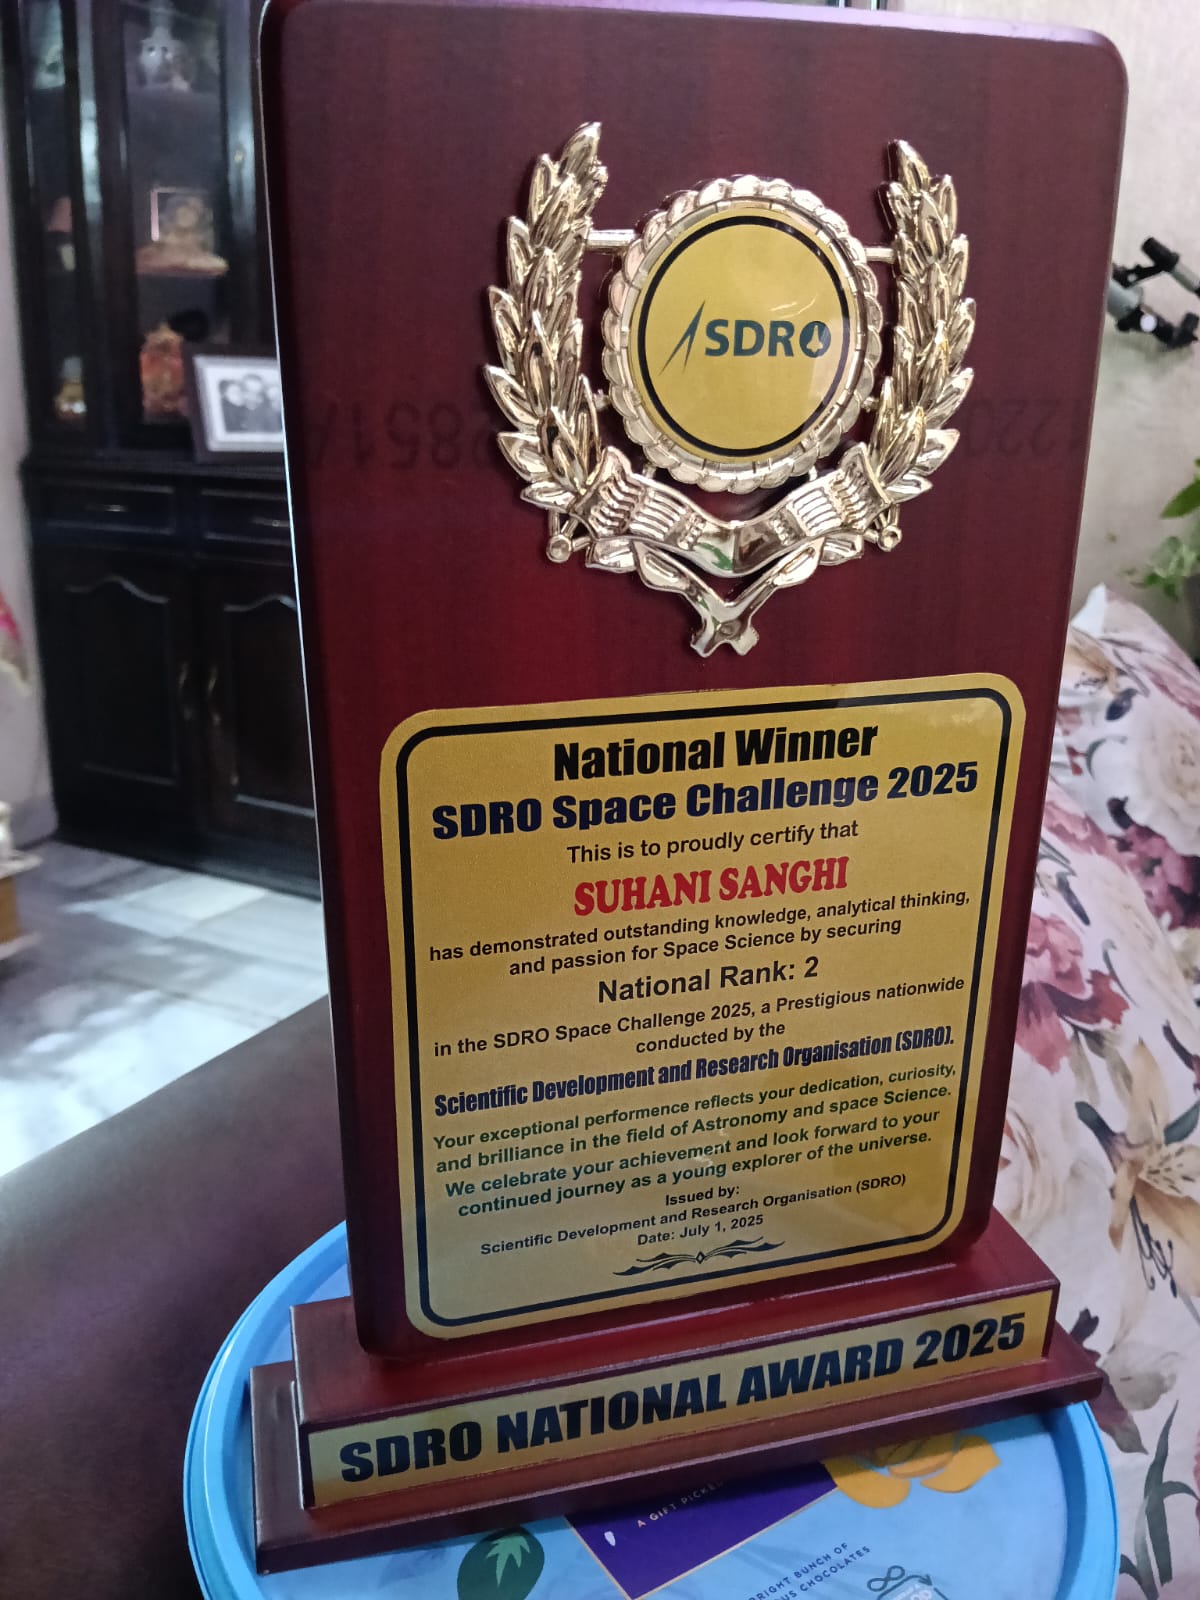 SDRO
National Winner
SDRO Space Challenge 2025
This is to proudly certify that
SUHANI SANGHI
has demonstrated outstanding knowledge, analytical thinking,
and passion for Space Science by securing
National Rank: 2
in the SDRO Space Challenge 2025, a Prestigious nationwide
conducted by the
Scientific Development and Research Organisation (SDRO).
Your exceptional performence reflects your dedication, curiosity,
and brilliance in the field of Astronomy and space Science.
We celebrate your achievement and look forward to your
continued journey as a young explorer of the universe.
Issued by:
Scientific Development and Research Organisation (SDRO)
Date: July 1, 2025
SDRO NATIONAL AWARD 2025
A GIFT PICKED
BUNCH OF
CHOCOLATES